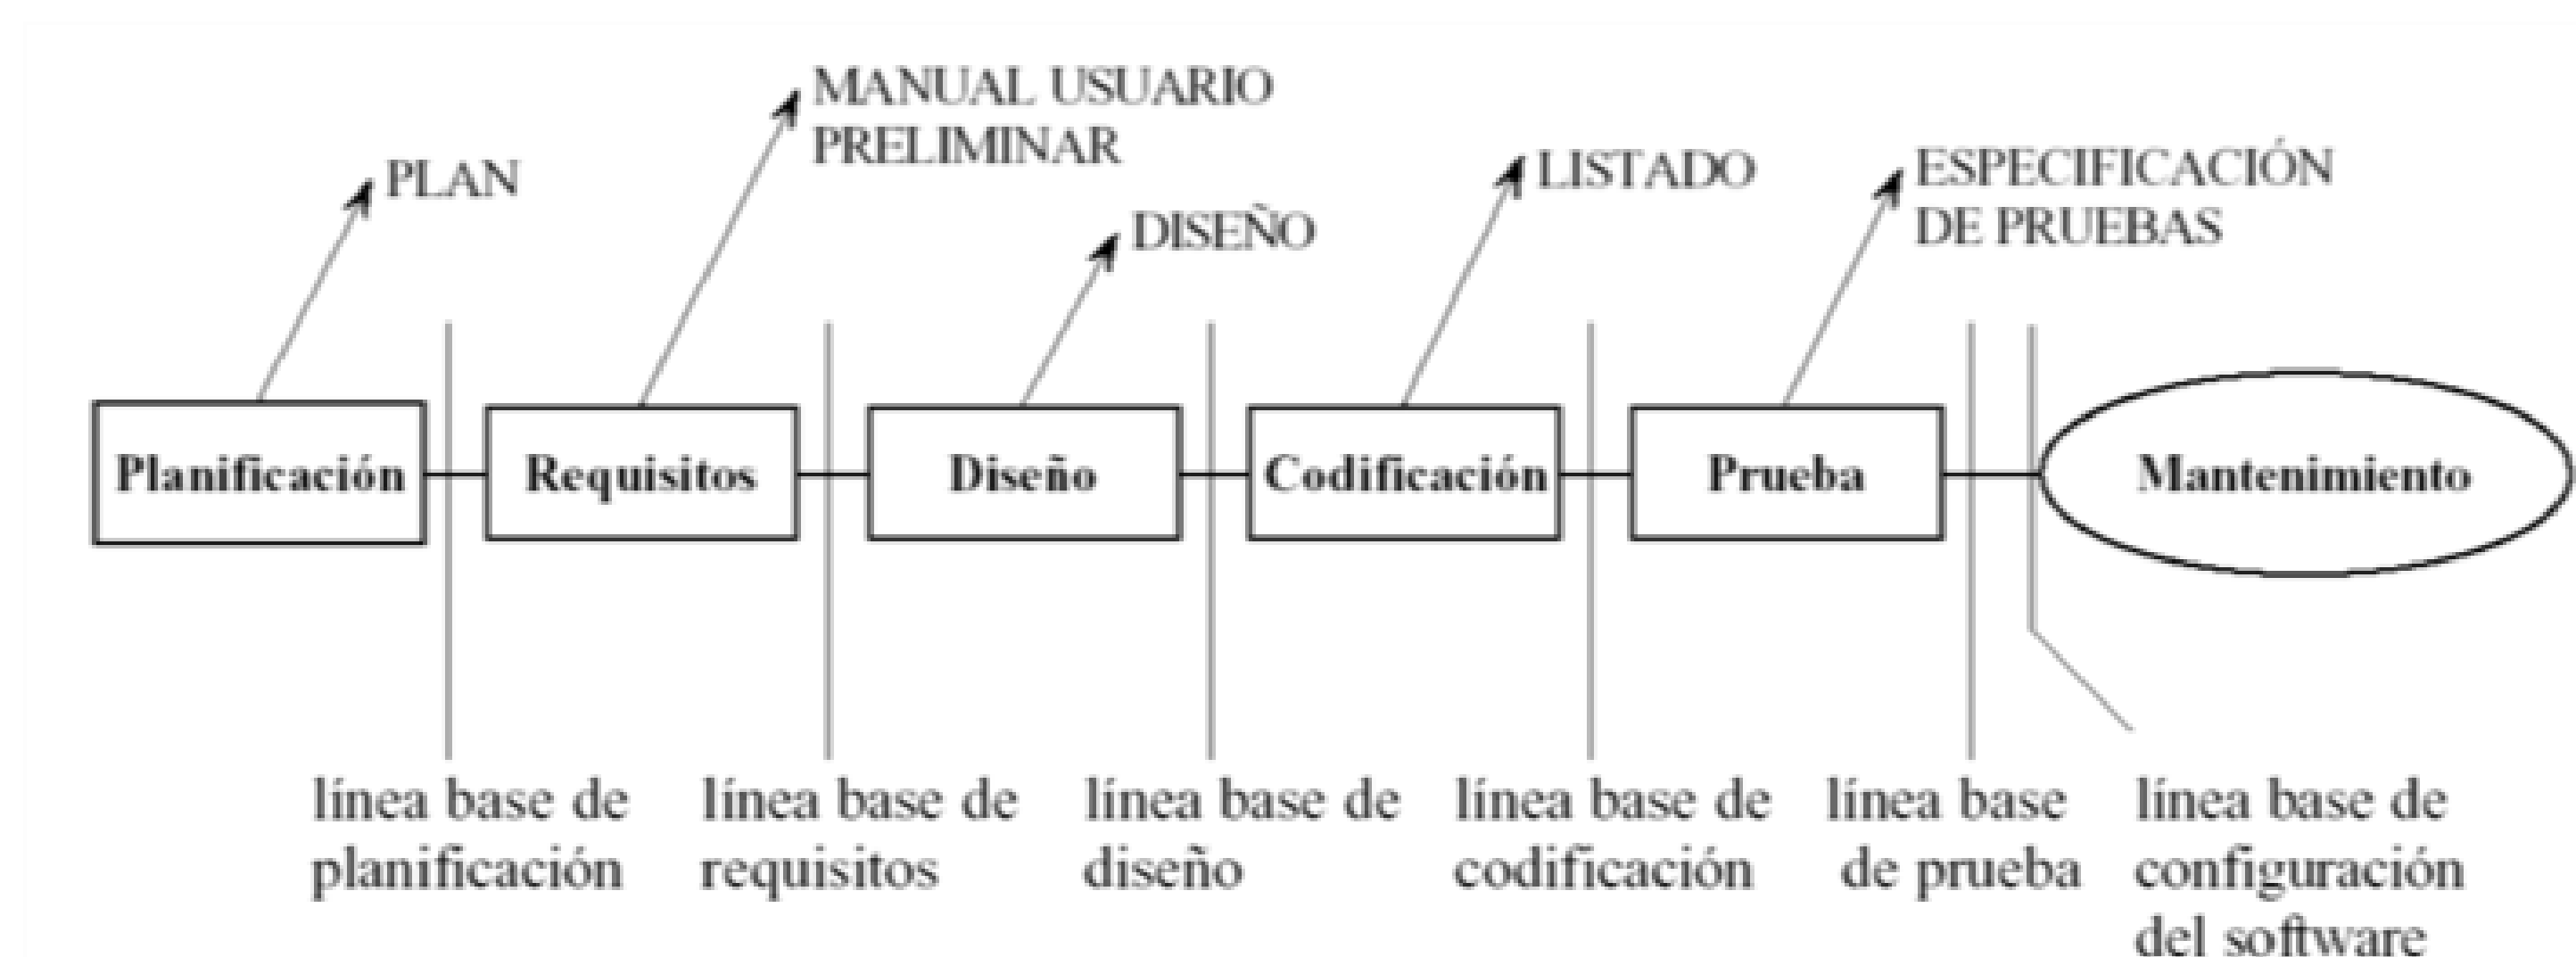 MANUAL USUARIO
PRELIMINAR
PLAN
LISTADO
ESPECIFICACIÓN
DE PRUEBAS
DISEÑO
Planificación
Requisitos
Diseño
Codificación
Prueba
Mantenimiento
línea base de
planificación
línea base de
requisitos
línea base de
diseño
línea base de
codificación
línea base
de prueba
línea base de
configuración
del software